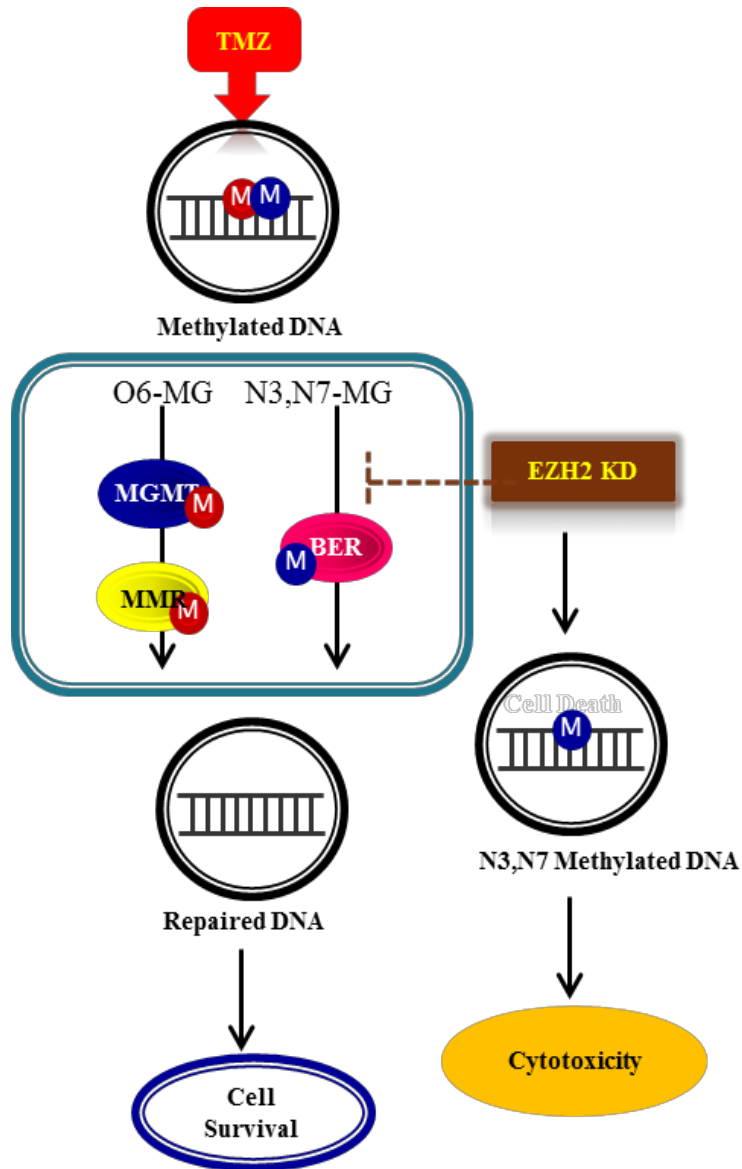 TMZ
M M
Methylated DNA
O6-MG N3,N7-MG
EZH2 KD
MGMT
M
BER
M
MMR
M
Cell Death
M
N3,N7 Methylated DNA
Repaired DNA
Cytotoxicity
Cell
Survival